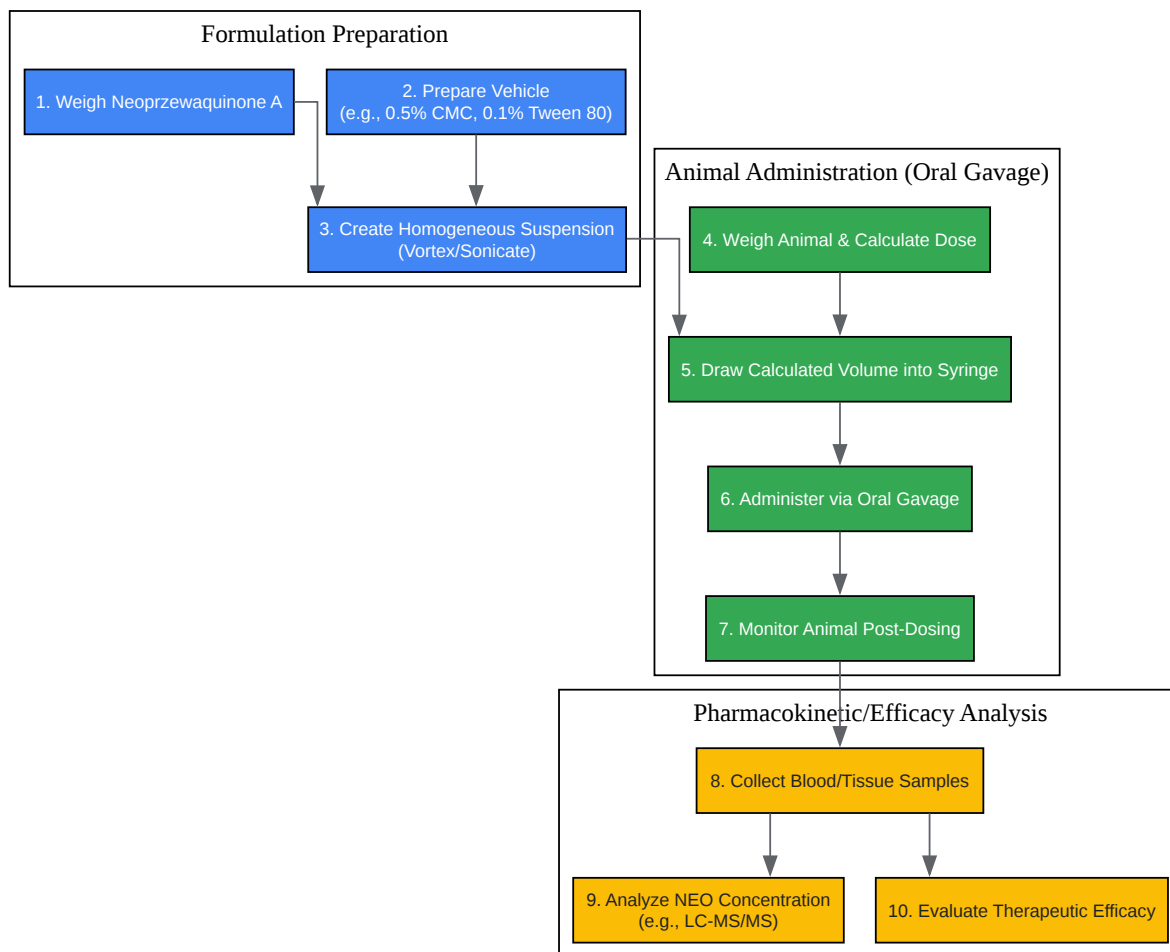 Formulation Preparation
1. Weigh Neoprzewaquinone A
2. Prepare Vehicle
(e.g., 0.5% CMC, 0.1% Tween 80)
3. Create Homogeneous Suspension
(Vortex/Sonicate)
Animal Administration (Oral Gavage)
4. Weigh Animal & Calculate Dose
5. Draw Calculated Volume into Syringe
6. Administer via Oral Gavage
7. Monitor Animal Post-Dosing
Pharmacokinetic/Efficacy Analysis
8. Collect Blood/Tissue Samples
9. Analyze NEO Concentration
(e.g., LC-MS/MS)
10. Evaluate Therapeutic Efficacy